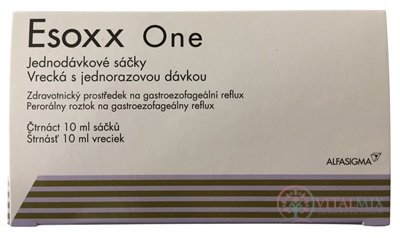 Esoxx One
Jednodávkové sáčky
Vrecká s jednorazovou dávkou
Zdravotnický prostředek na gastroezofageální reflux
Perorálny roztok na gastroezofageálny reflux
Čtrnáct 10 ml sáčků
Štrnásť 10 ml vreciek
ALFASIGMA
VITALMIX